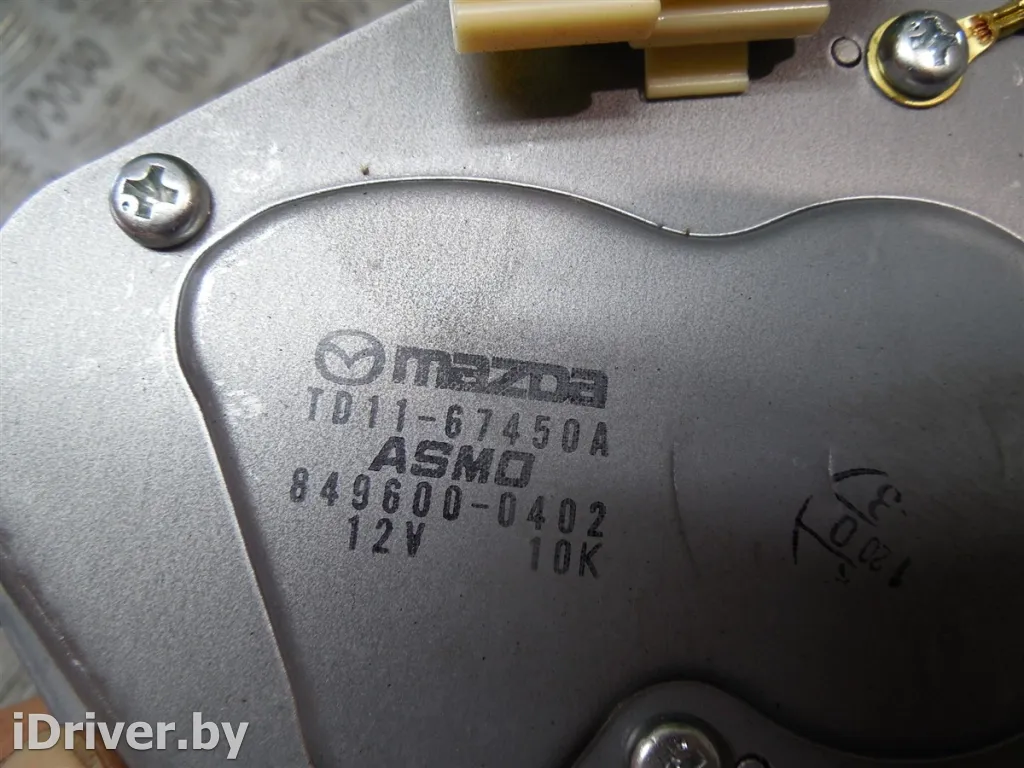 mazda
TD11-67450A
ASMO
849600-0402
12V 10K
iDriver.by